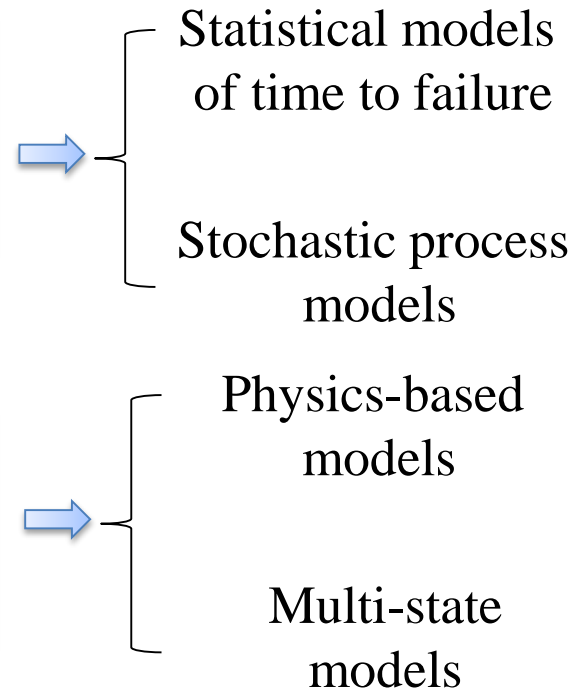 Statistical models
of time to failure
Stochastic process
models
Physics-based
models
Multi-state
models